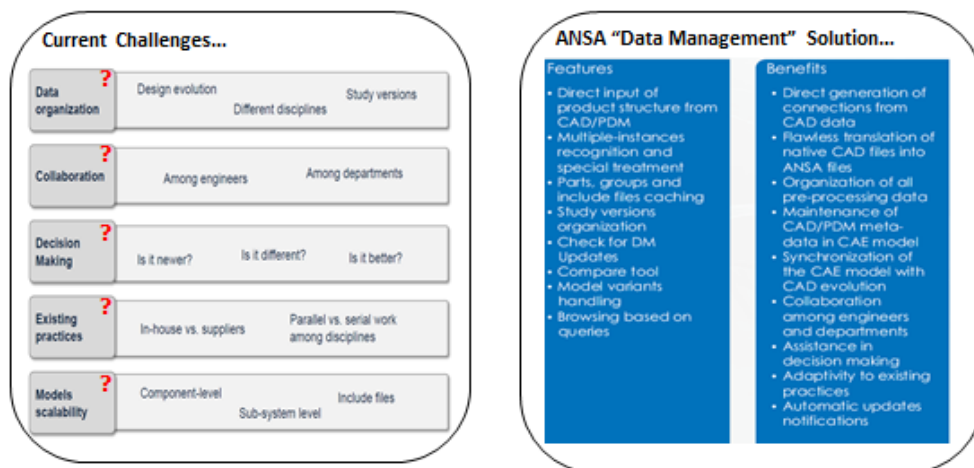 Current Challenges...
?
Data
organization
Design evolution
Different disciplines
Study versions
?
Collaboration
Among engineers
Among departments
?
Decision
Making
Is it newer?
Is it different?
Is it better?
?
Existing
practices
In-house vs. suppliers
Parallel vs. serial work
among disciplines
?
Models
scalability
Component-level
Sub-system level
Include files
ANSA “Data Management” Solution...
Features
• Direct input of
product structure from
CAD/PDM
• Multiple-instances
recognition and
special treatment
• Parts, groups and
include files caching
• Study versions
organization
• Check for DM
Updates
• Compare tool
• Model variants
handling
• Browsing based on
queries
Benefits
• Direct generation of
connections from
CAD data
• Flawless translation of
native CAD files into
ANSA files
• Organization of all
pre-processing data
• Maintenance of
CAD/PDM meta-
data in CAE model
• Synchronization of
the CAE model with
CAD evolution
• Collaboration
among engineers
and departments
• Assistance in
decision making
• Adaptivity to existing
practices
• Automatic updates
notifications